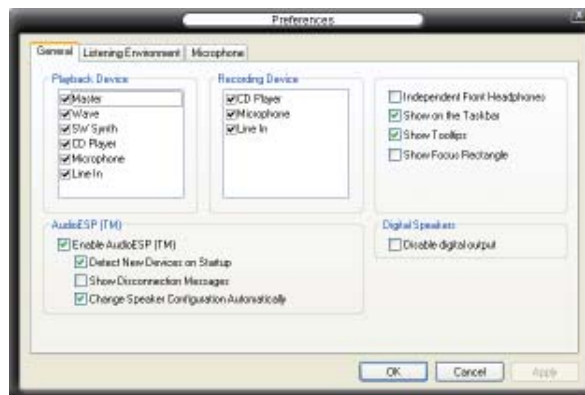 Preferences
General
Listening Environment
Microphone
Playback Device
Master
Wave
SW Synth
CD Player
Microphone
Line In
Recording Device
CD Player
Microphone
Line In
Independent Front Headphones
Show on the Taskbar
Show Tooltips
Show Focus Rectangle
AudioESP (TM)
Enable AudioESP (TM)
Detect New Devices on Startup
Show Disconnection Messages
Change Speaker Configuration Automatically
Digital Speakers
Disable digital output
OK
Cancel
Apply